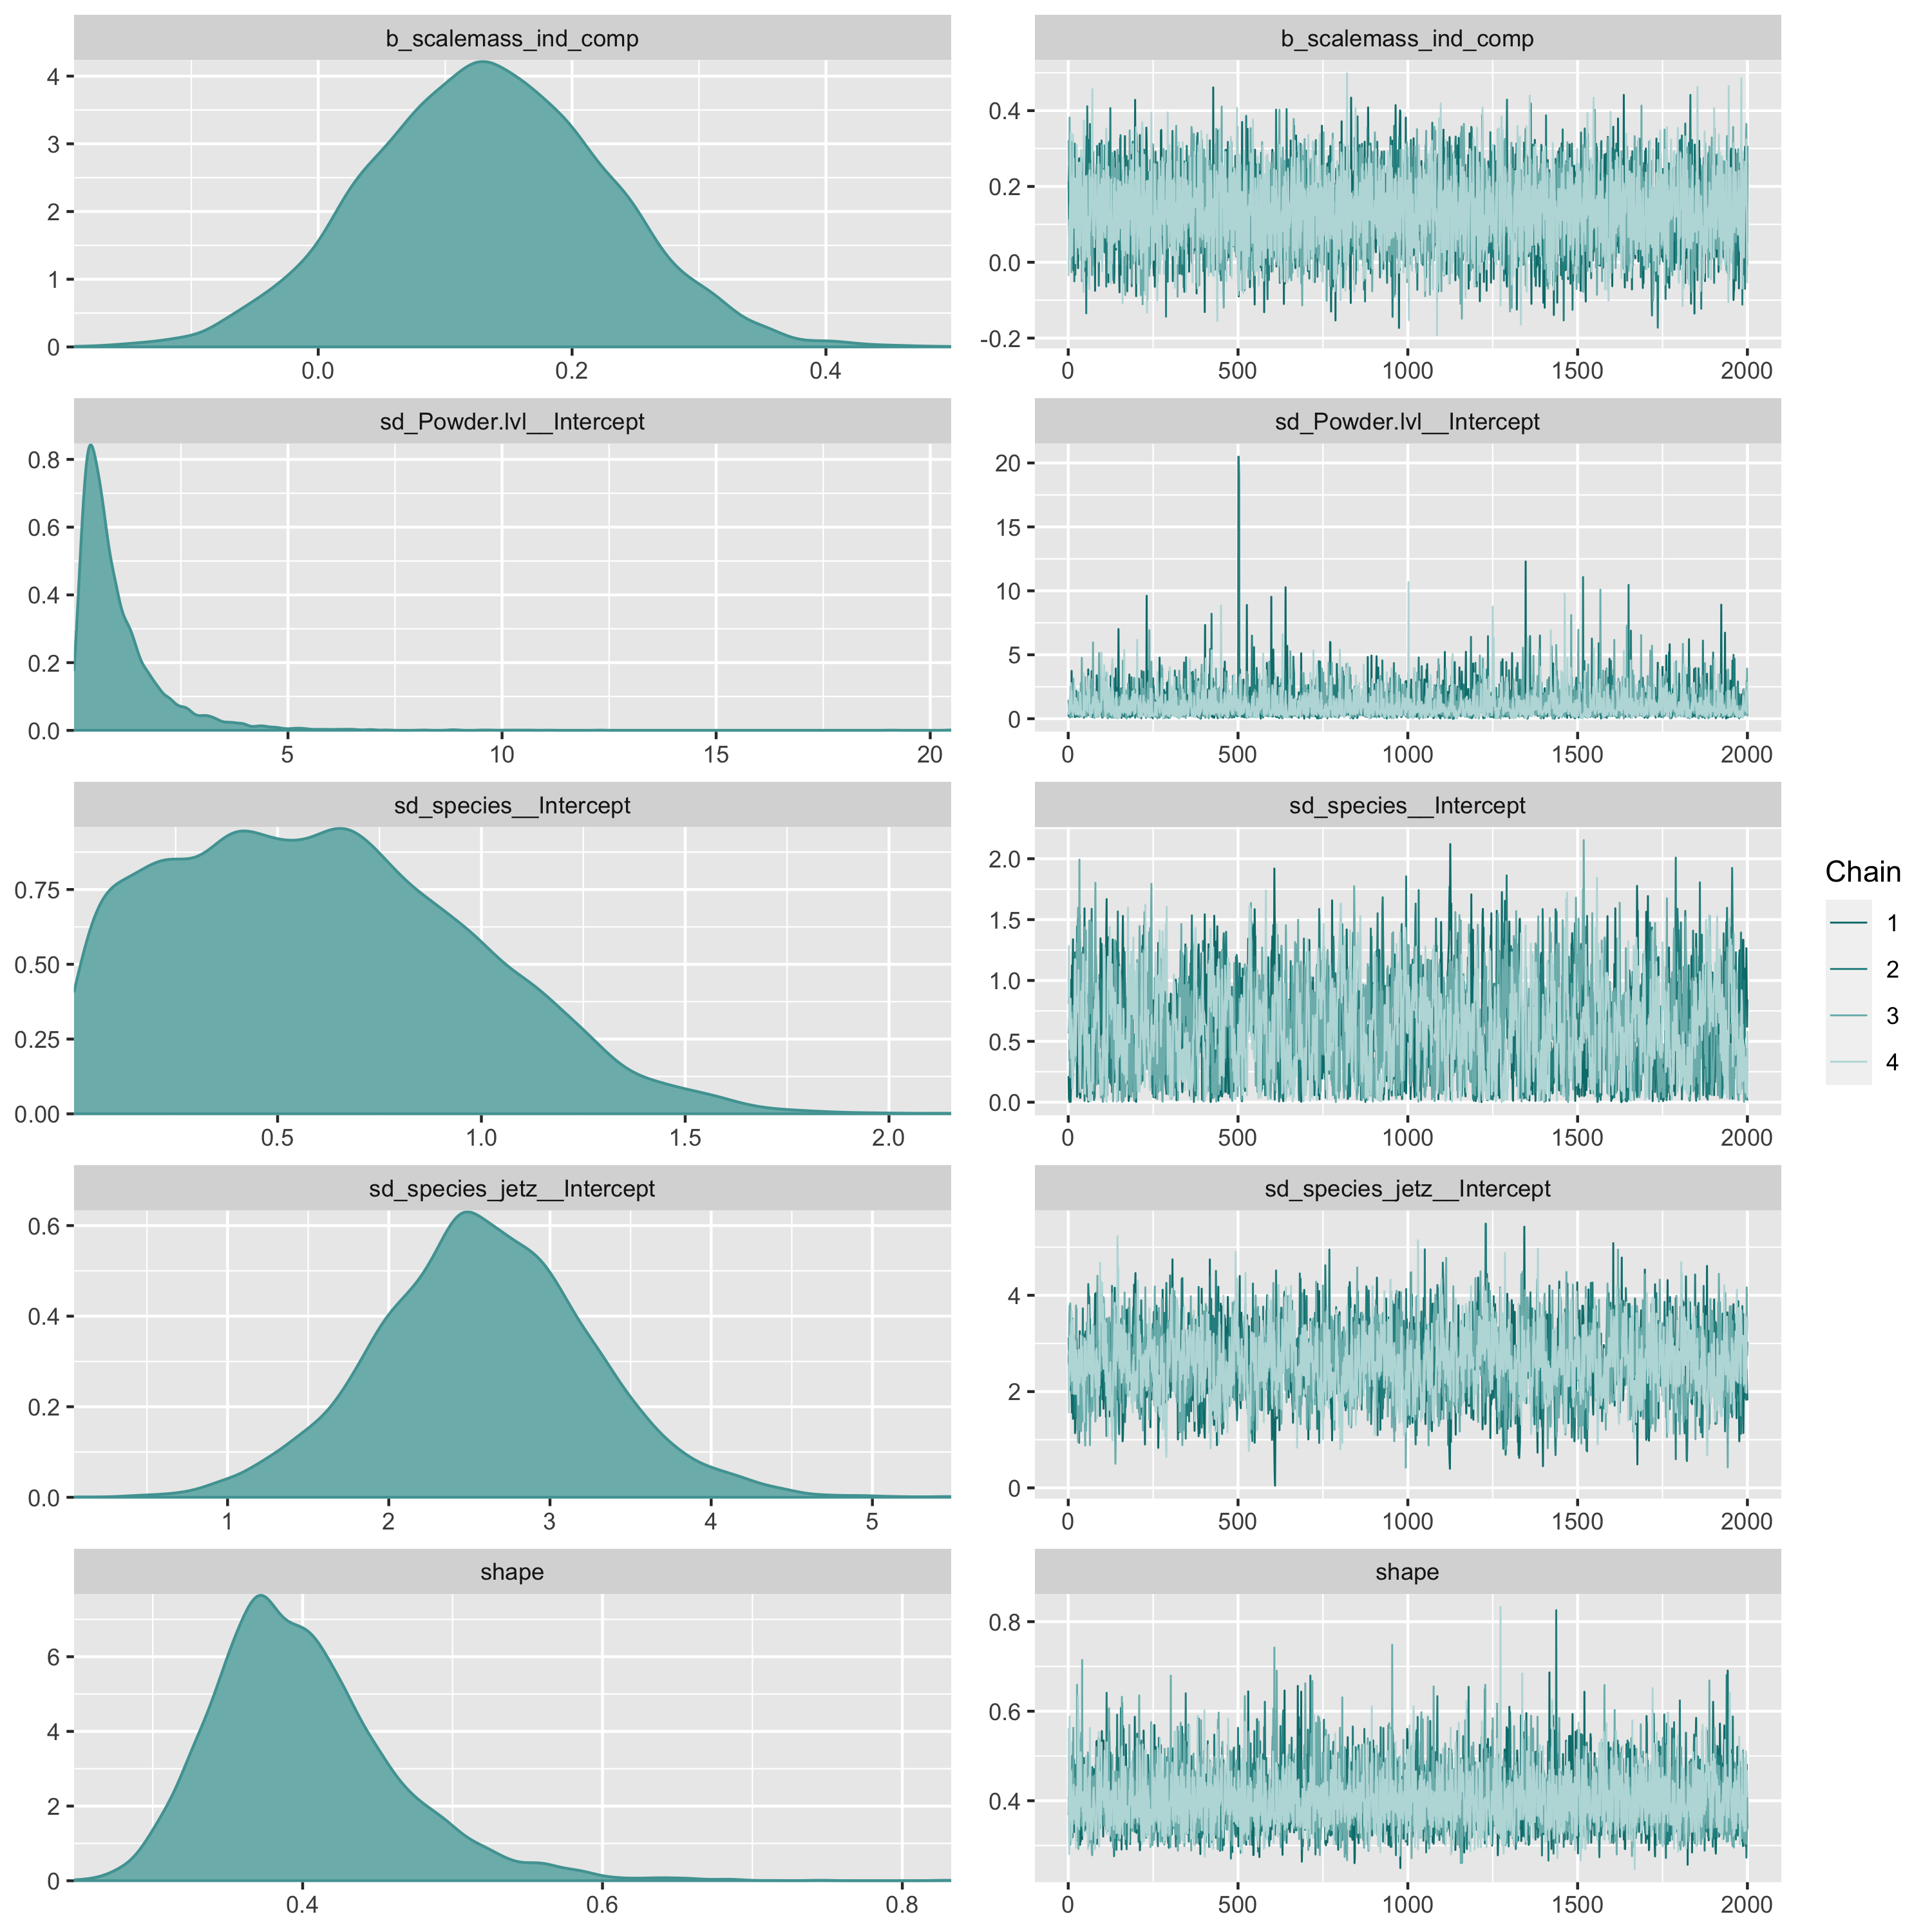 b_scalemass_ind_comp
4
3
2
1
0
0.0 0.2 0.4
b_scalemass_ind_comp
0.4
0.2
0.0
-0.2
0 500 1000 1500 2000
sd_Powder.lvl__Intercept
0.8
0.6
0.4
0.2
0.0
5 10 15 20
sd_Powder.lvl__Intercept
20
15
10
5
0
0 500 1000 1500 2000
sd_species__Intercept
0.75
0.50
0.25
0.00
0.5 1.0 1.5 2.0
sd_species__Intercept
2.0
1.5
1.0
0.5
0.0
0 500 1000 1500 2000
sd_species_jetz__Intercept
0.6
0.4
0.2
0.0
1 2 3 4 5
sd_species_jetz__Intercept
4
2
0
0 500 1000 1500 2000
shape
6
4
2
0
0.4 0.6 0.8
shape
0.8
0.6
0.4
0 500 1000 1500 2000
Chain
1
2
3
4